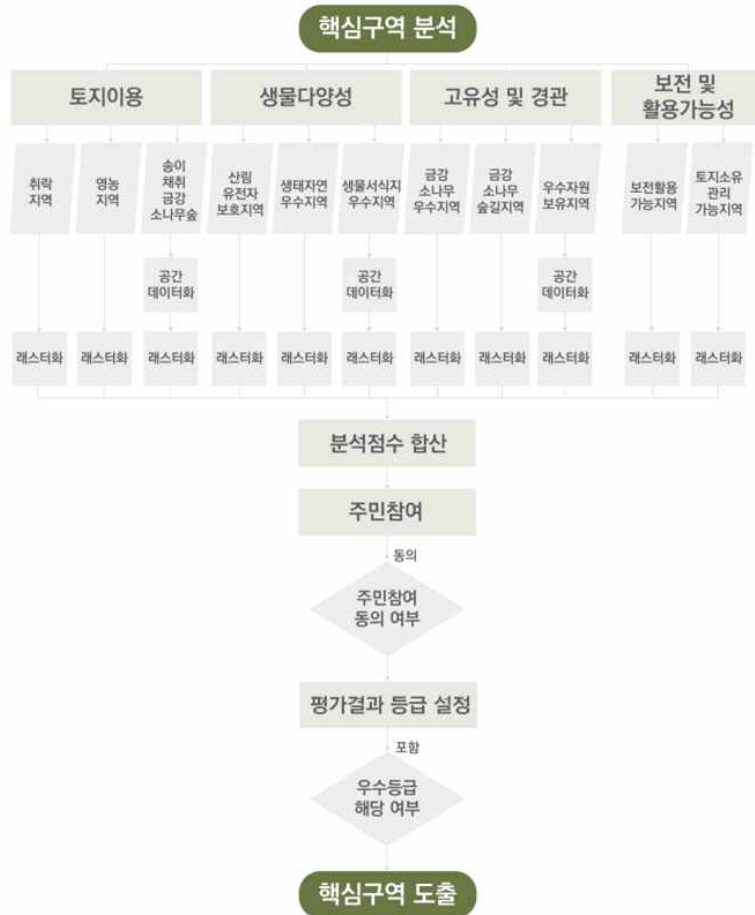 핵심구역 분석
토지이용
생물다양성
고유성 및 경관
보전 및
활용가능성
취락
지역
영농
지역
송이
채취
금강
소나무숲
산림
유전자
보호지역
생태자연
우수지역
생물서식지
우수지역
금강
소나무
우수지역
금강
소나무
숲길지역
우수자원
보유지역
보전활용
가능지역
토지소유
관리
가능지역
공간
데이터화
공간
데이터화
공간
데이터화
래스터화
래스터화
래스터화
래스터화
래스터화
래스터화
래스터화
래스터화
래스터화
래스터화
래스터화
분석점수 합산
주민참여
동의
주민참여
동의 여부
평가결과 등급 설정
포함
우수등급
해당 여부
핵심구역 도출